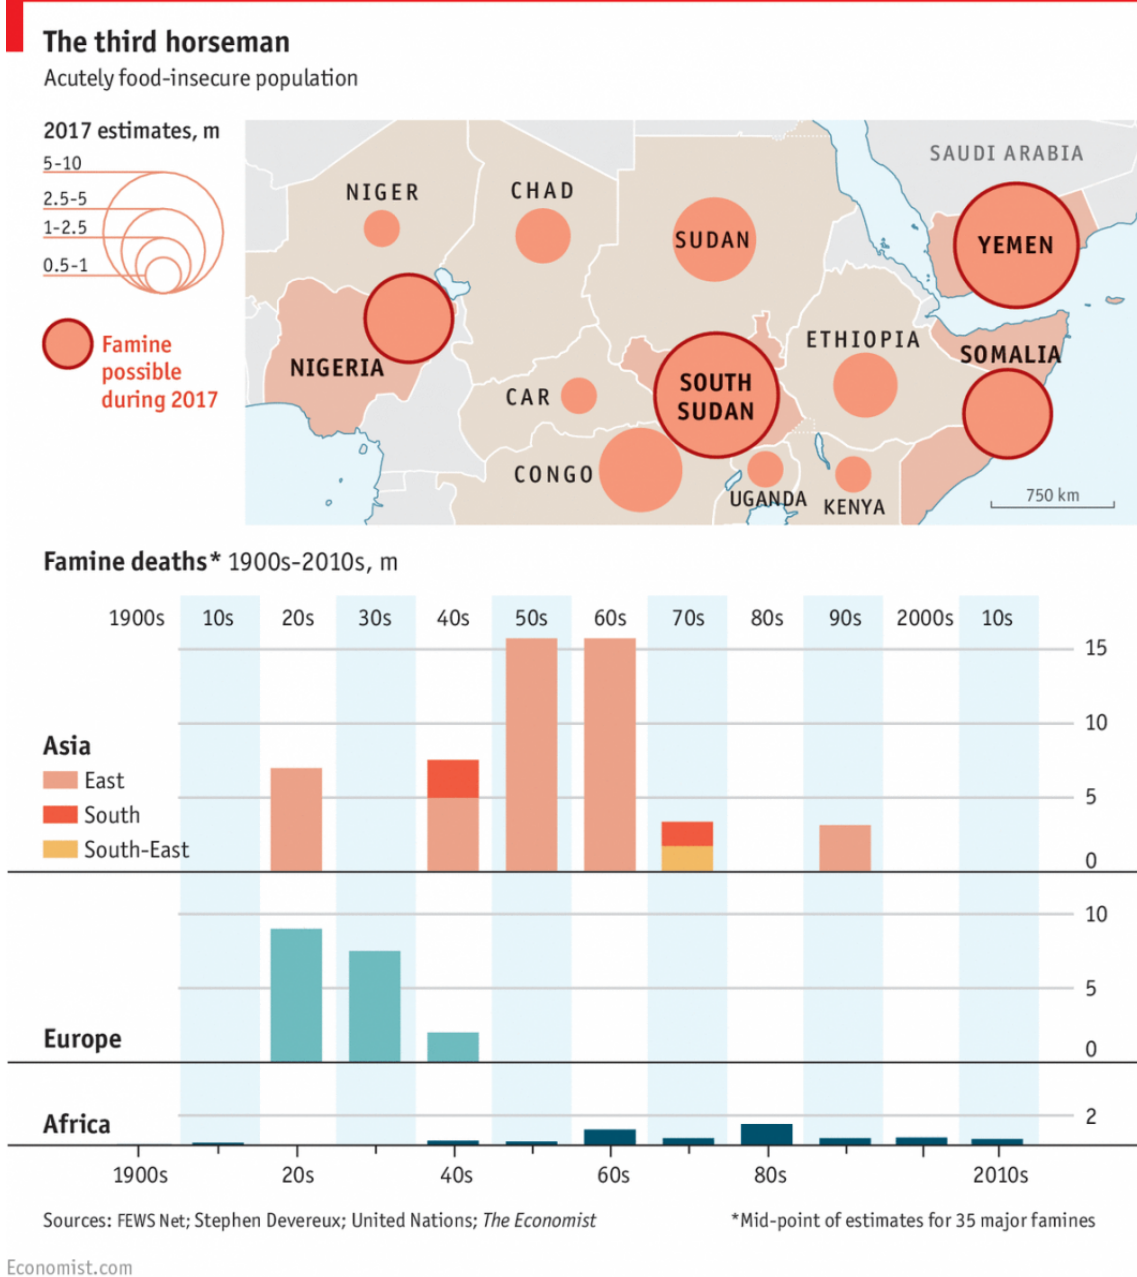 The third horseman
Acutely food-insecure population
2017 estimates, m
5-10
2.5-5
1-2.5
0.5-1
Famine
possible
during 2017
SAUDI ARABIA
NIGER
CHAD
SUDAN
YEMEN
NIGERIA
ETHIOPIA
SOMALIA
SOUTH
SUDAN
CAR
CONGO
UGANDA
KENYA
750 km
Famine deaths* 1900s-2010s, m
1900s 10s 20s 30s 40s 50s 60s 70s 80s 90s 2000s 10s
15
10
Asia
East
5
South
South-East
0
10
5
Europe
0
Africa
2
1900s 20s 40s 60s 80s 2010s
Sources: FEWS Net; Stephen Devereux; United Nations; The Economist
*Mid-point of estimates for 35 major famines
Economist.com